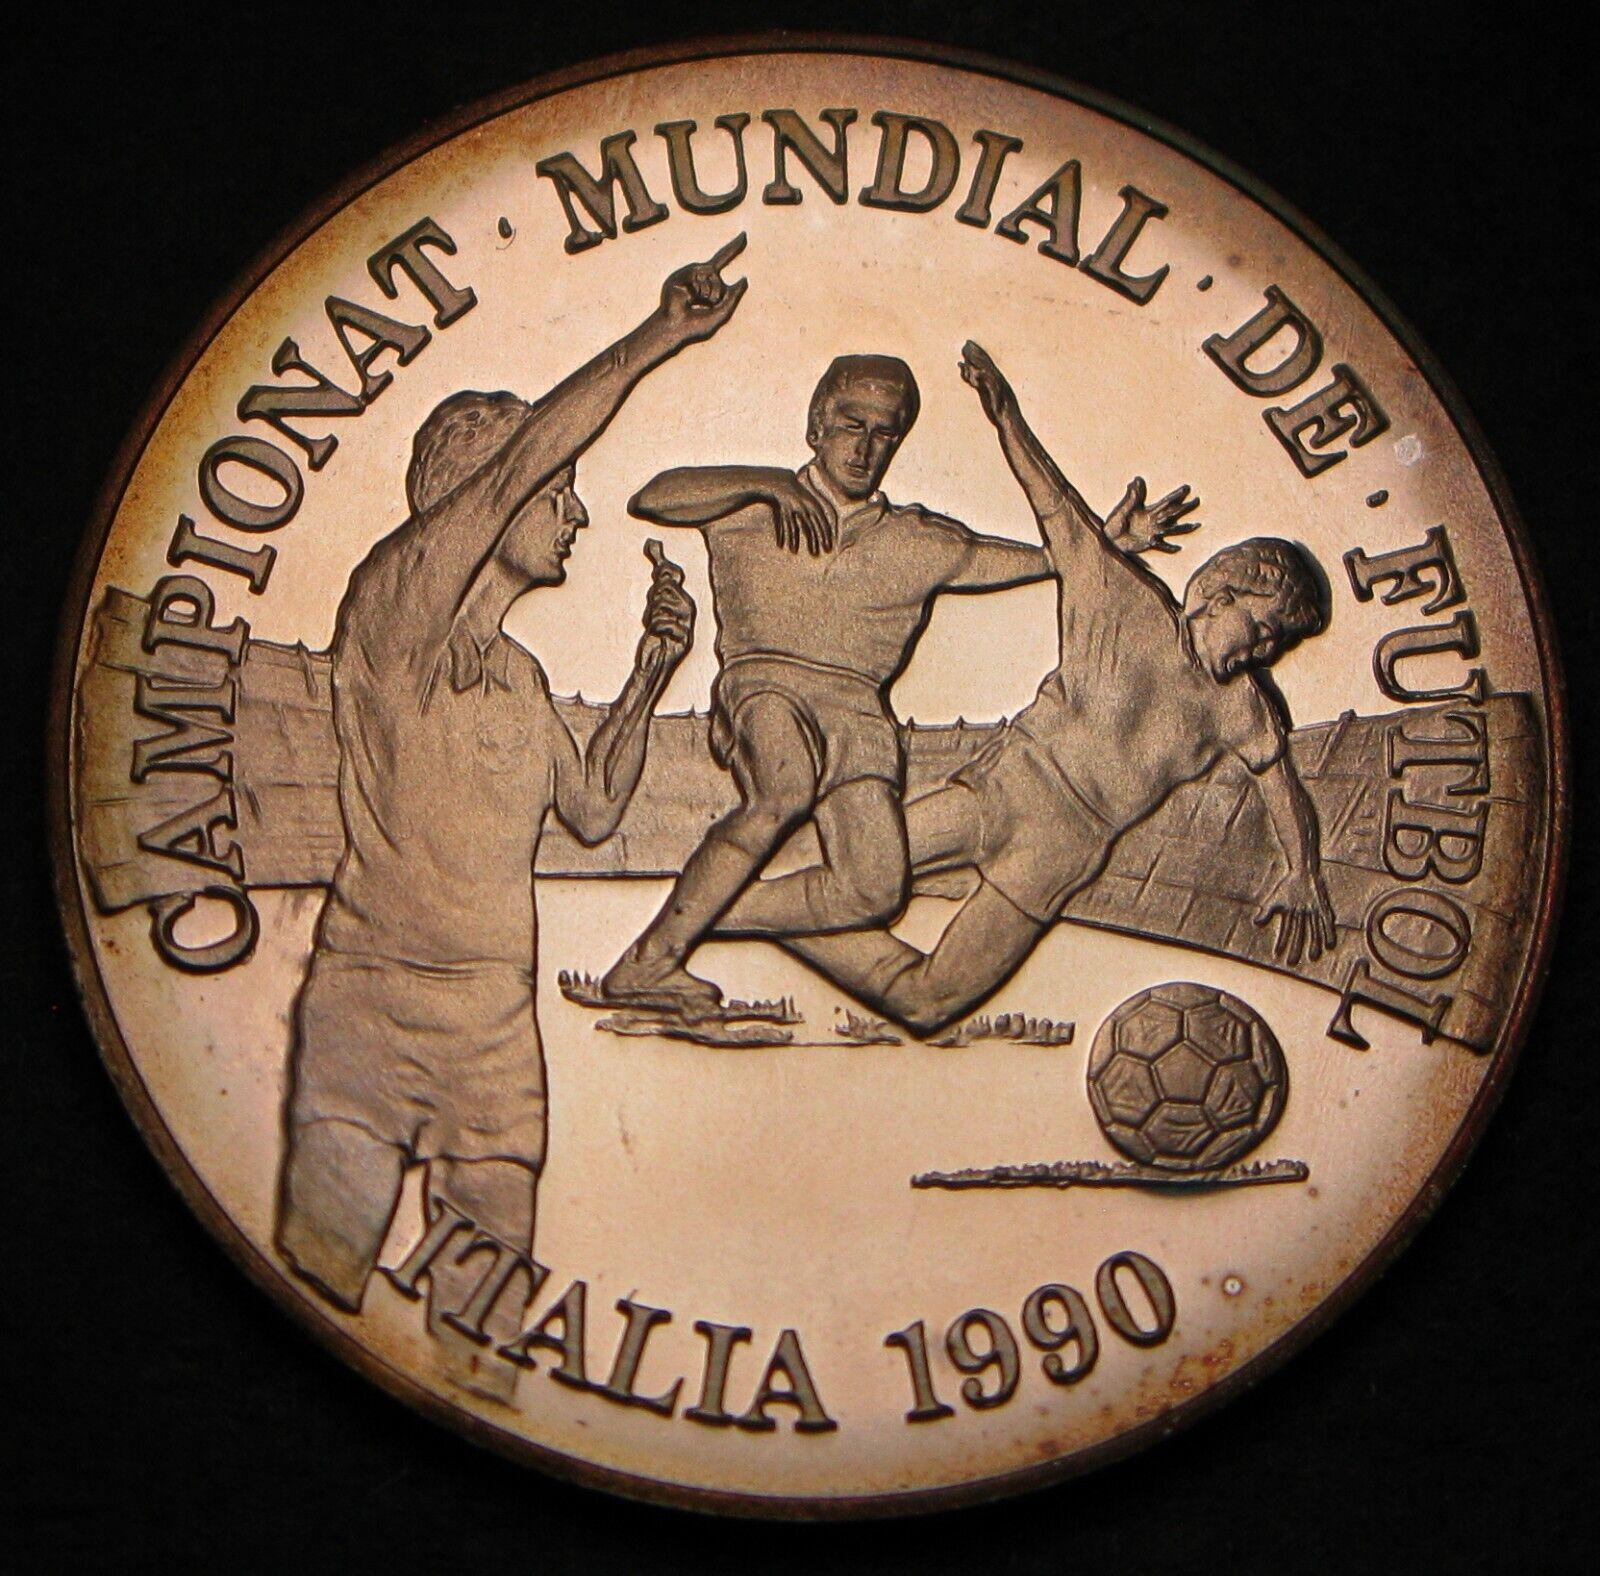 CAMPIONAT · MUNDIAL · DE · FUTBOL
ITALIA 1990